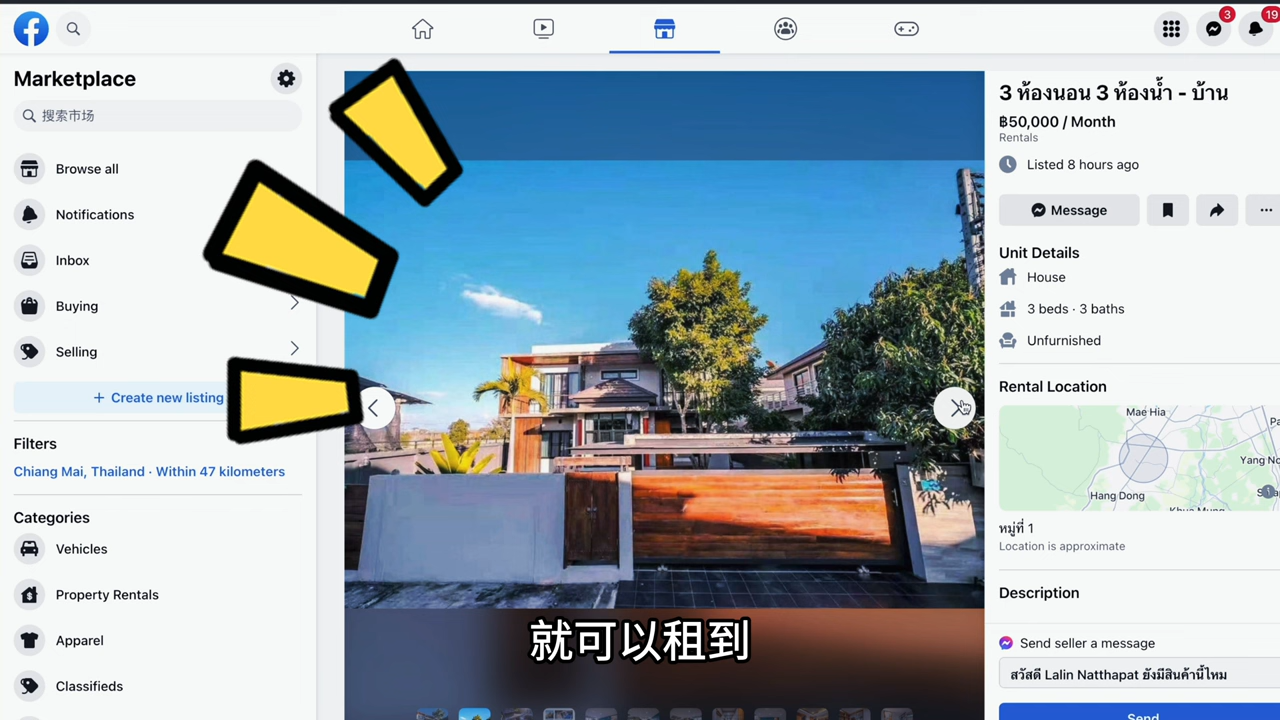 3
19
Marketplace
搜索市场
Browse all
Notifications
Inbox
Buying
Selling
+ Create new listing
Filters
Chiang Mai, Thailand · Within 47 kilometers
Categories
Vehicles
Property Rentals
Apparel
Classifieds
就可以租到
3 ห้องนอน 3 ห้องน้ำ - บ้าน
฿50,000 / Month
Rentals
Listed 8 hours ago
Message
Unit Details
House
3 beds · 3 baths
Unfurnished
Rental Location
Mae Hia
Hang Dong
หมู่ที่ 1
Location is approximate
Description
Send seller a message
สวัสดี Lalin Natthapat ยังมีสินค้านี้ไหม
Send